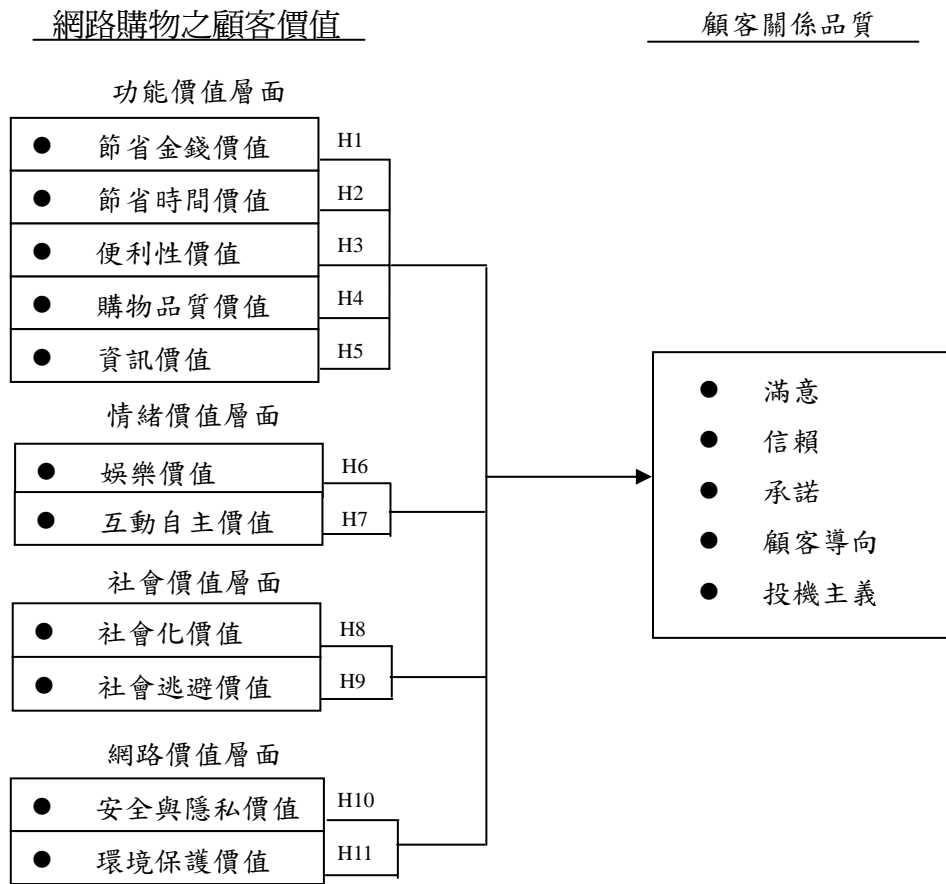 網路購物之顧客價值
顧客關係品質
功能價值層面
● 節省金錢價值 H1
● 節省時間價值 H2
● 便利性價值 H3
● 購物品質價值 H4
● 資訊價值 H5
情緒價值層面
● 娛樂價值 H6
● 互動自主價值 H7
社會價值層面
● 社會化價值 H8
● 社會逃避價值 H9
網路價值層面
● 安全與隱私價值 H10
● 環境保護價值 H11
● 滿意
● 信賴
● 承諾
● 顧客導向
● 投機主義